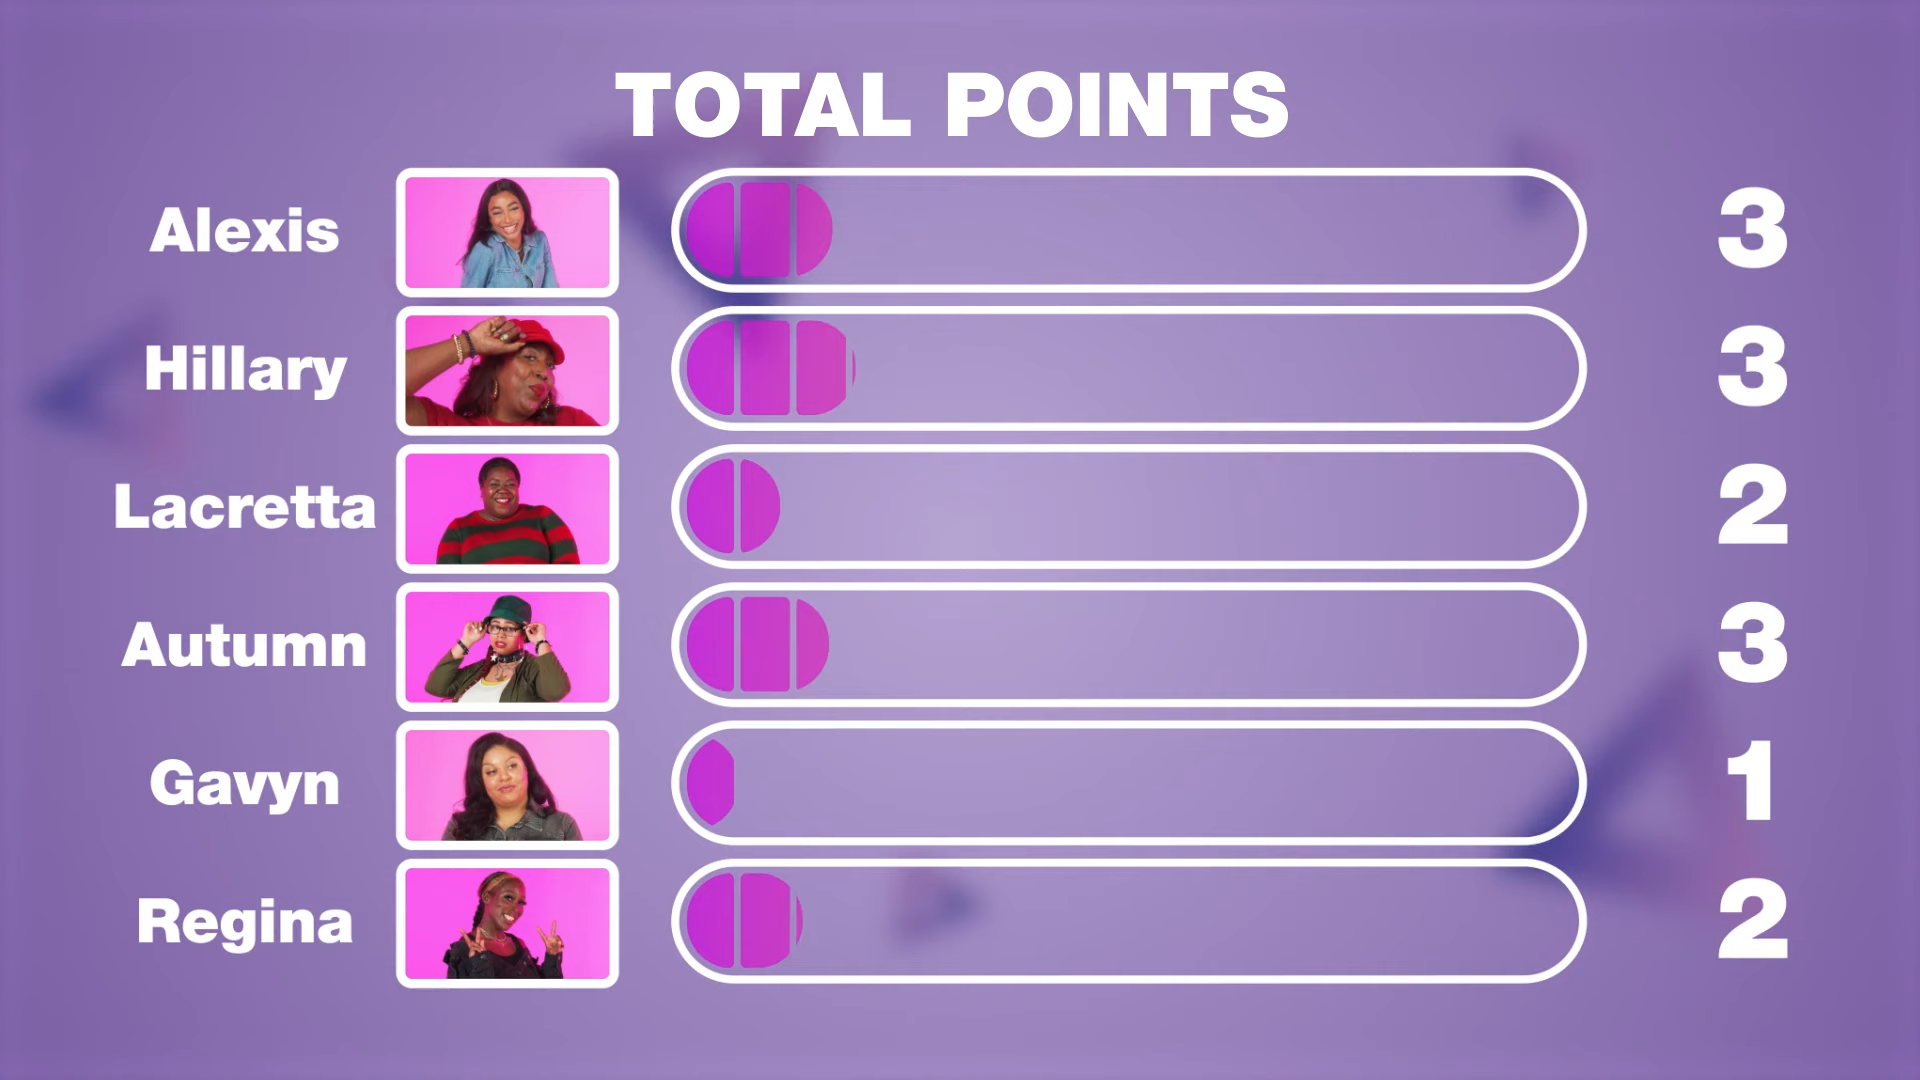 TOTAL POINTS
Alexis 3
Hillary 3
Lacretta 2
Autumn 3
Gavyn 1
Regina 2